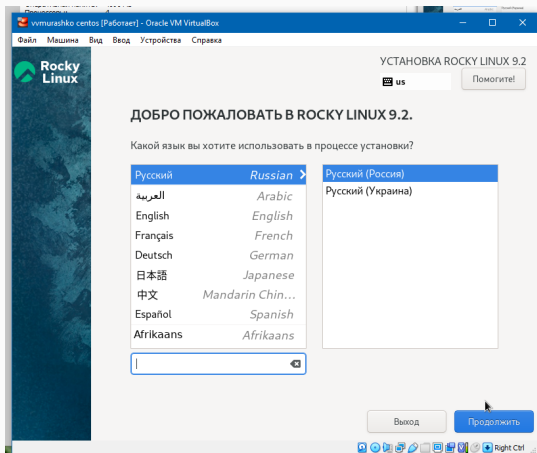 vvmurashko centos [Работает] - Oracle VM VirtualBox
Файл Машина Вид Ввод Устройства Справка
Rocky Linux
УСТАНОВКА ROCKY LINUX 9.2
us
Помогите!
ДОБРО ПОЖАЛОВАТЬ В ROCKY LINUX 9.2.
Какой язык вы хотите использовать в процессе установки?
Русский Russian
العربية Arabic
English English
Français French
Deutsch German
日本語 Japanese
中文 Mandarin Chin...
Español Spanish
Afrikaans Afrikaans
Русский (Россия)
Русский (Украина)
Выход
Продолжить
Right Ctrl